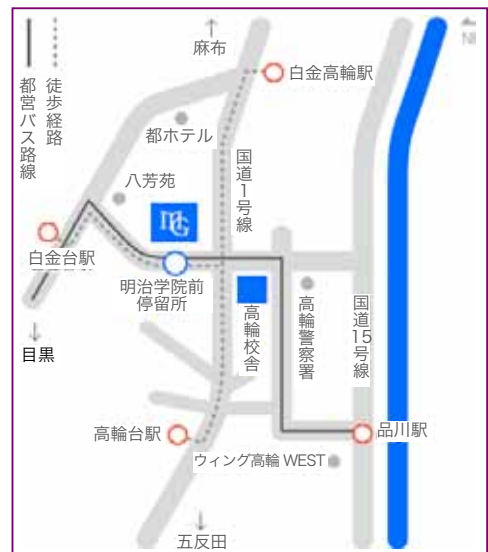 麻布
N
都営バス路線
徒歩経路
白金高輪駅
都ホテル
国道1号線
八芳苑
MG
白金台駅
明治学院前
停留所
高輪校舎
高輪警察署
国道15号線
目黒
高輪台駅
品川駅
ウィング高輪 WEST
五反田